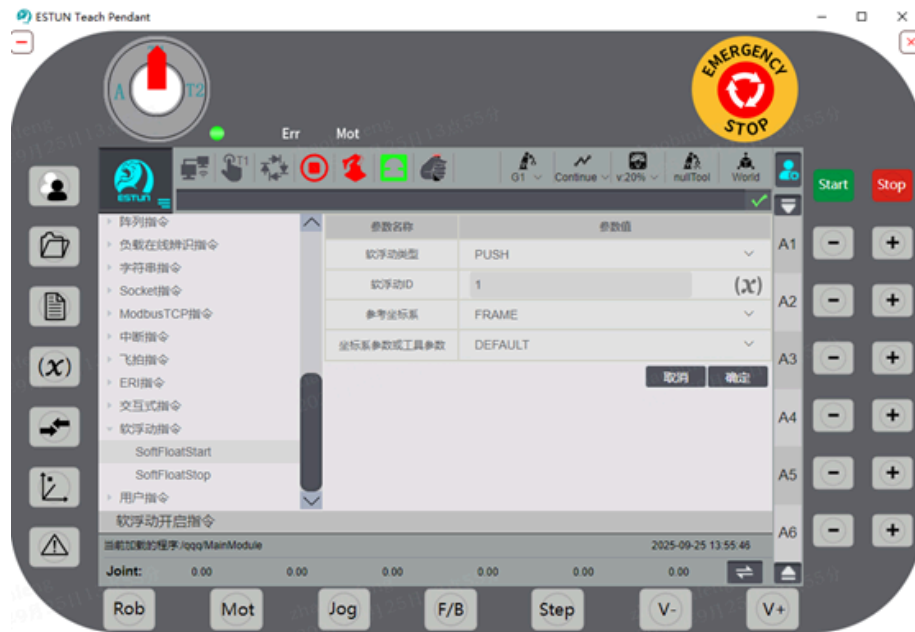 ESTUN Teach Pendant
A
T2
EMERGENCY
STOP
Err Mot
T1
G1 Continue v:20% nullTool World
ESTUN
Start Stop
阵列指令
负载在线辨识指令
字符串指令
Socket指令
ModbusTCP指令
中断指令
飞拍指令
ERI指令
交互式指令
软浮动指令
SoftFloatStart
SoftFloatStop
用户指令
参数名称 参数值
软浮动类型 PUSH
软浮动ID 1 (x)
参考坐标系 FRAME
坐标系参数或工具参数 DEFAULT
取消 确定
(x)
A1
A2
A3
A4
A5
A6
软浮动开启指令
当前加载的程序:/qqq/MainModule 2025-09-25 13:55:46
Joint: 0.00 0.00 0.00 0.00 0.00 0.00
Rob Mot Jog F/B Step V- V+